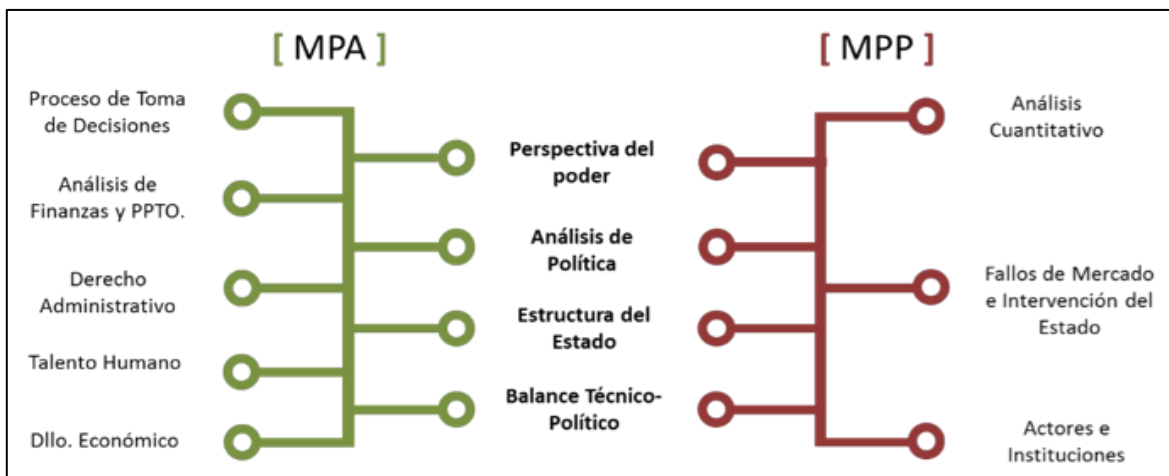 [ MPA ]
Proceso de Toma
de Decisiones
Análisis de
Finanzas y PPTO.
Derecho
Administrativo
Talento Humano
Dllo. Económico
Perspectiva del
poder
Análisis de
Política
Estructura del
Estado
Balance Técnico-
Político
[ MPP ]
Análisis
Cuantitativo
Fallos de Mercado
e Intervención del
Estado
Actores e
Instituciones